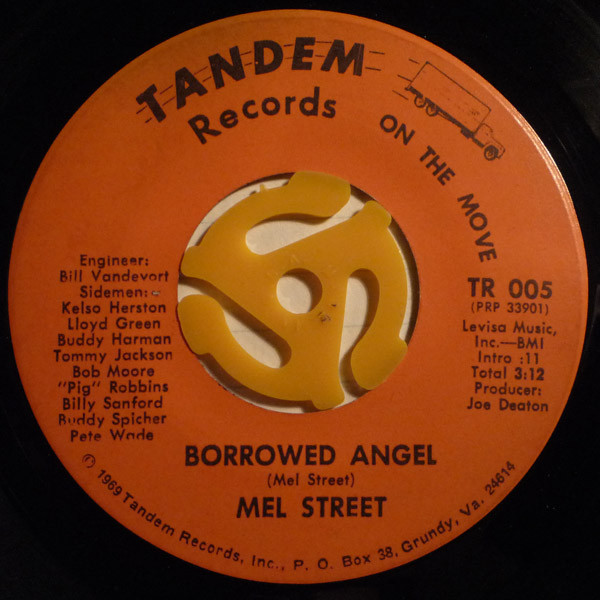 TANDEM
Records
ON THE MOVE
Engineer:
Bill Vandevort
Sidemen:-
Kelso Herston
Lloyd Green
Buddy Harman
Tommy Jackson
Bob Moore
"Pig" Robbins
Billy Sanford
Buddy Spicher
Pete Wade
TR 005
(PRP 33901)
Levisa Music,
Inc.—BMI
Intro :11
Total 3:12
Producer:
Joe Deaton
BORROWED ANGEL
(Mel Street)
MEL STREET
© 1969 Tandem Records, Inc., P. O. Box 38, Grundy, Va. 24614